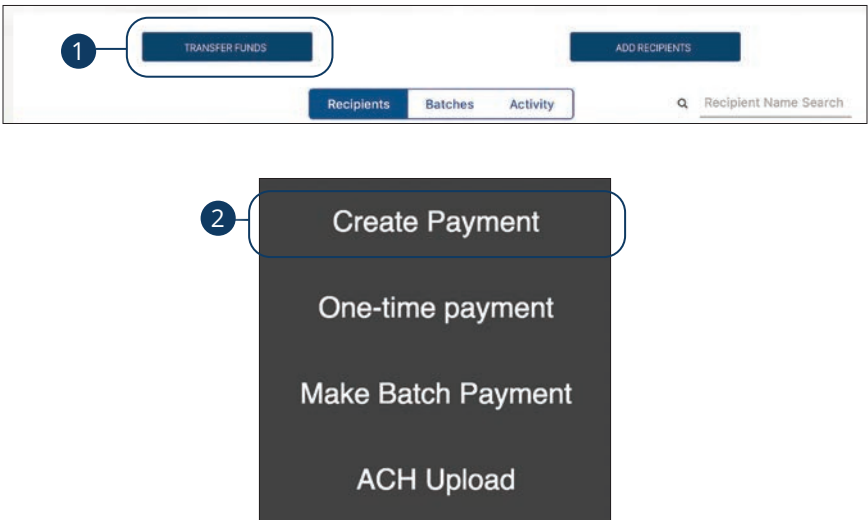 1
TRANSFER FUNDS
ADD RECIPIENTS
Recipients Batches Activity
Recipient Name Search
2
Create Payment
One-time payment
Make Batch Payment
ACH Upload